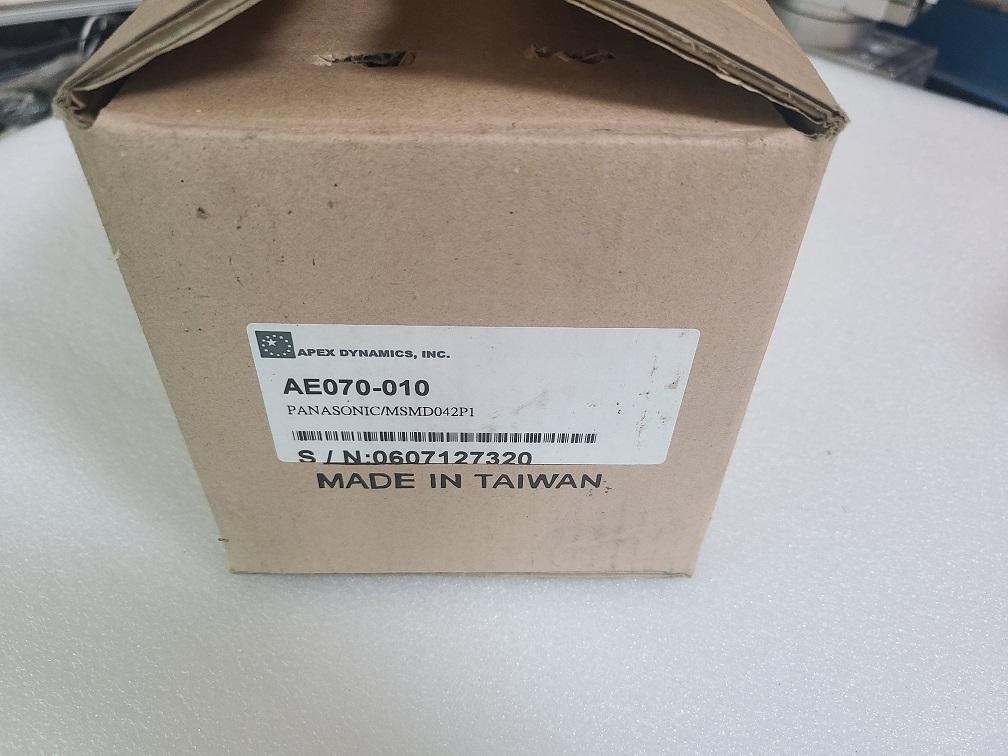 APEX DYNAMICS, INC.
AE070-010
PANASONIC/MSMD042P1
S / N:0607127320
MADE IN TAIWAN